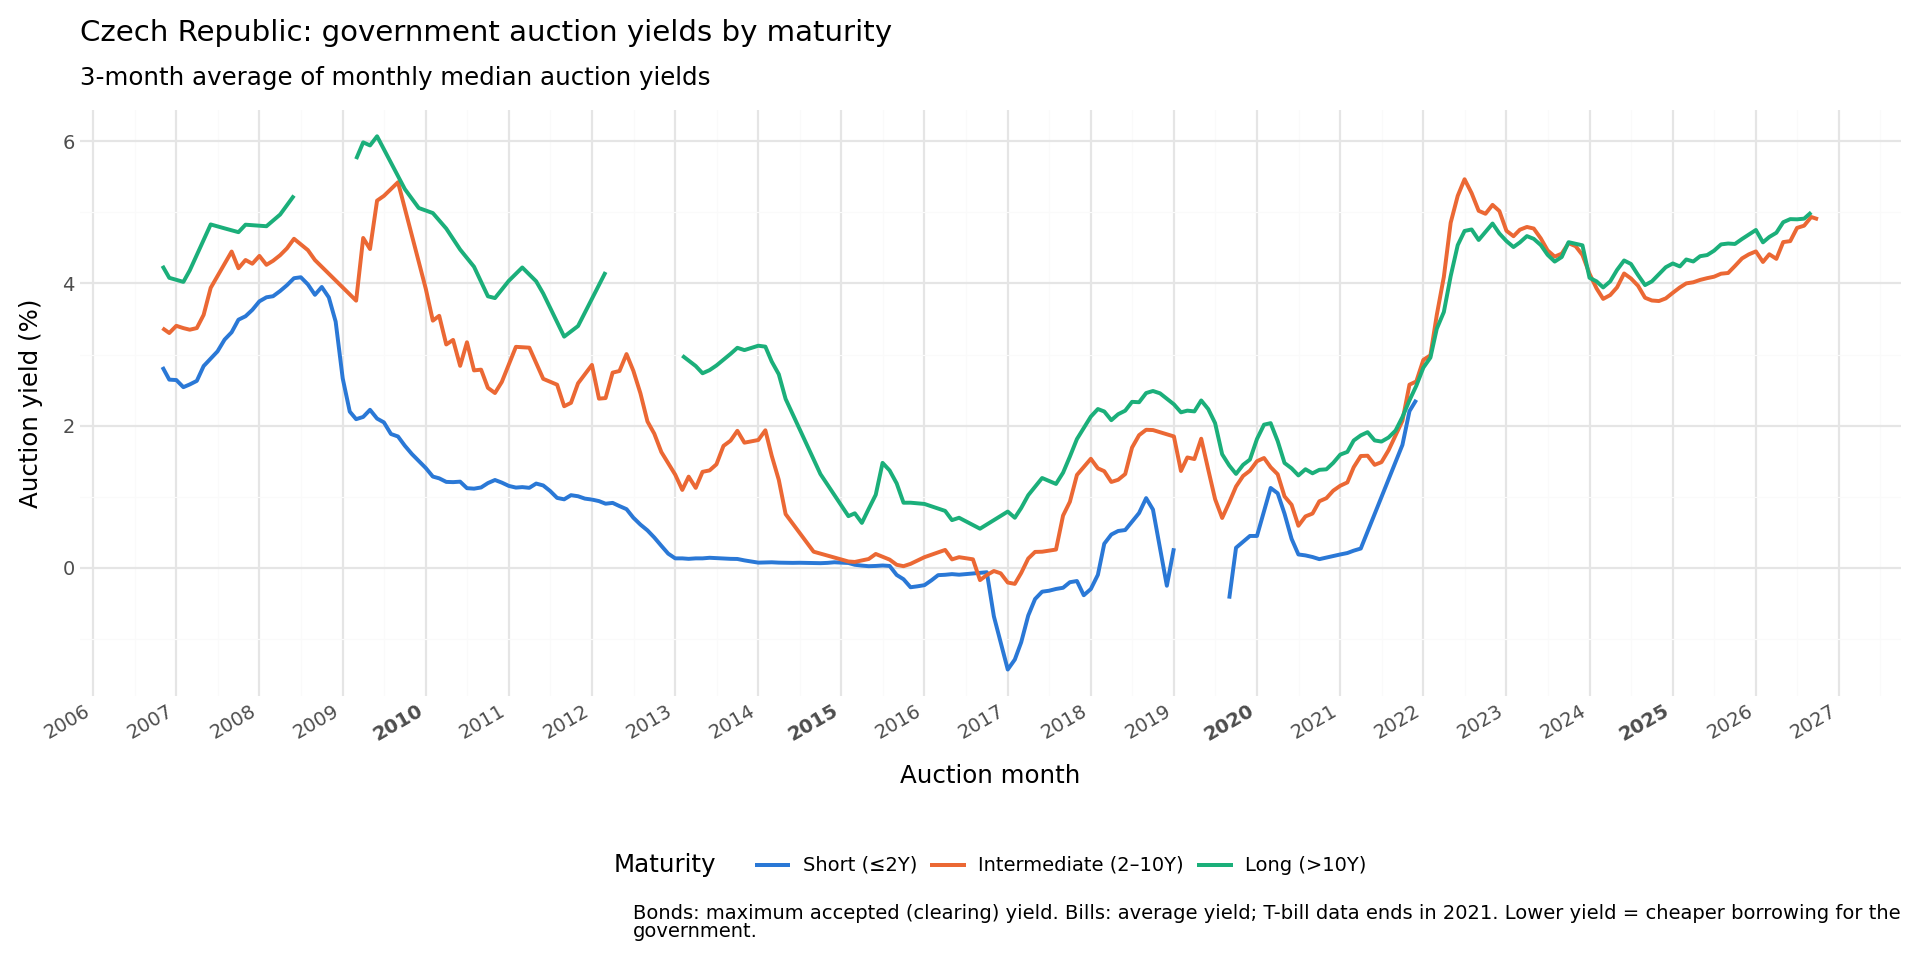 Czech Republic: government auction yields by maturity
3-month average of monthly median auction yields
Auction yield (%)
6
4
2
0
2006
2007
2008
2009
2010
2011
2012
2013
2014
2015
2016
2017
2018
2019
2020
2021
2022
2023
2024
2025
2026
2027
Auction month
Maturity
Short (≤2Y)
Intermediate (2–10Y)
Long (>10Y)
Bonds: maximum accepted (clearing) yield. Bills: average yield; T-bill data ends in 2021. Lower yield = cheaper borrowing for the
government.